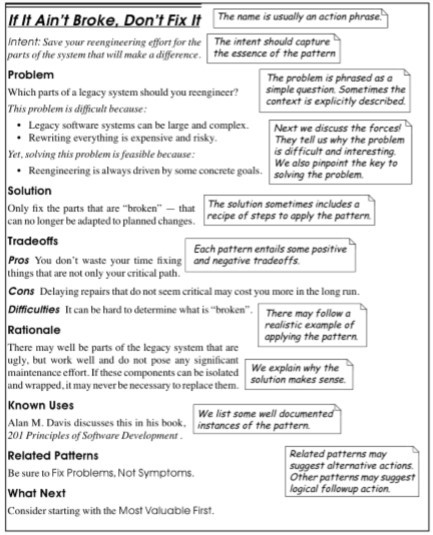 If It Ain't Broke, Don't Fix It
The name is usually an action phrase.
Intent: Save your reengineering effort for the
parts of the system that will make a difference.
The intent should capture
the essence of the pattern
Problem
Which parts of a legacy system should you reengineer?
This problem is difficult because:
• Legacy software systems can be large and complex.
• Rewriting everything is expensive and risky.
Yet, solving this problem is feasible because:
• Reengineering is always driven by some concrete goals.
The problem is phrased as a
simple question. Sometimes the
context is explicitly described.
Next we discuss the forces!
They tell us why the problem
is difficult and interesting.
We also pinpoint the key to
solving the problem.
Solution
Only fix the parts that are "broken" — that
can no longer be adapted to planned changes.
The solution sometimes includes a
recipe of steps to apply the pattern.
Tradeoffs
Pros You don't waste your time fixing
things that are not only your critical path.
Each pattern entails some positive
and negative tradeoffs.
Cons Delaying repairs that do not seem critical may cost you more in the long run.
Difficulties It can be hard to determine what is "broken".
There may follow a
realistic example of
applying the pattern.
Rationale
There may well be parts of the legacy system that are
ugly, but work well and do not pose any significant
maintenance effort. If these components can be isolated
and wrapped, it may never be necessary to replace them.
We explain why the
solution makes sense.
Known Uses
Alan M. Davis discusses this in his book,
201 Principles of Software Development .
We list some well documented
instances of the pattern.
Related Patterns
Be sure to Fix Problems, Not Symptoms.
Related patterns may
suggest alternative actions.
Other patterns may suggest
logical followup action.
What Next
Consider starting with the Most Valuable First.